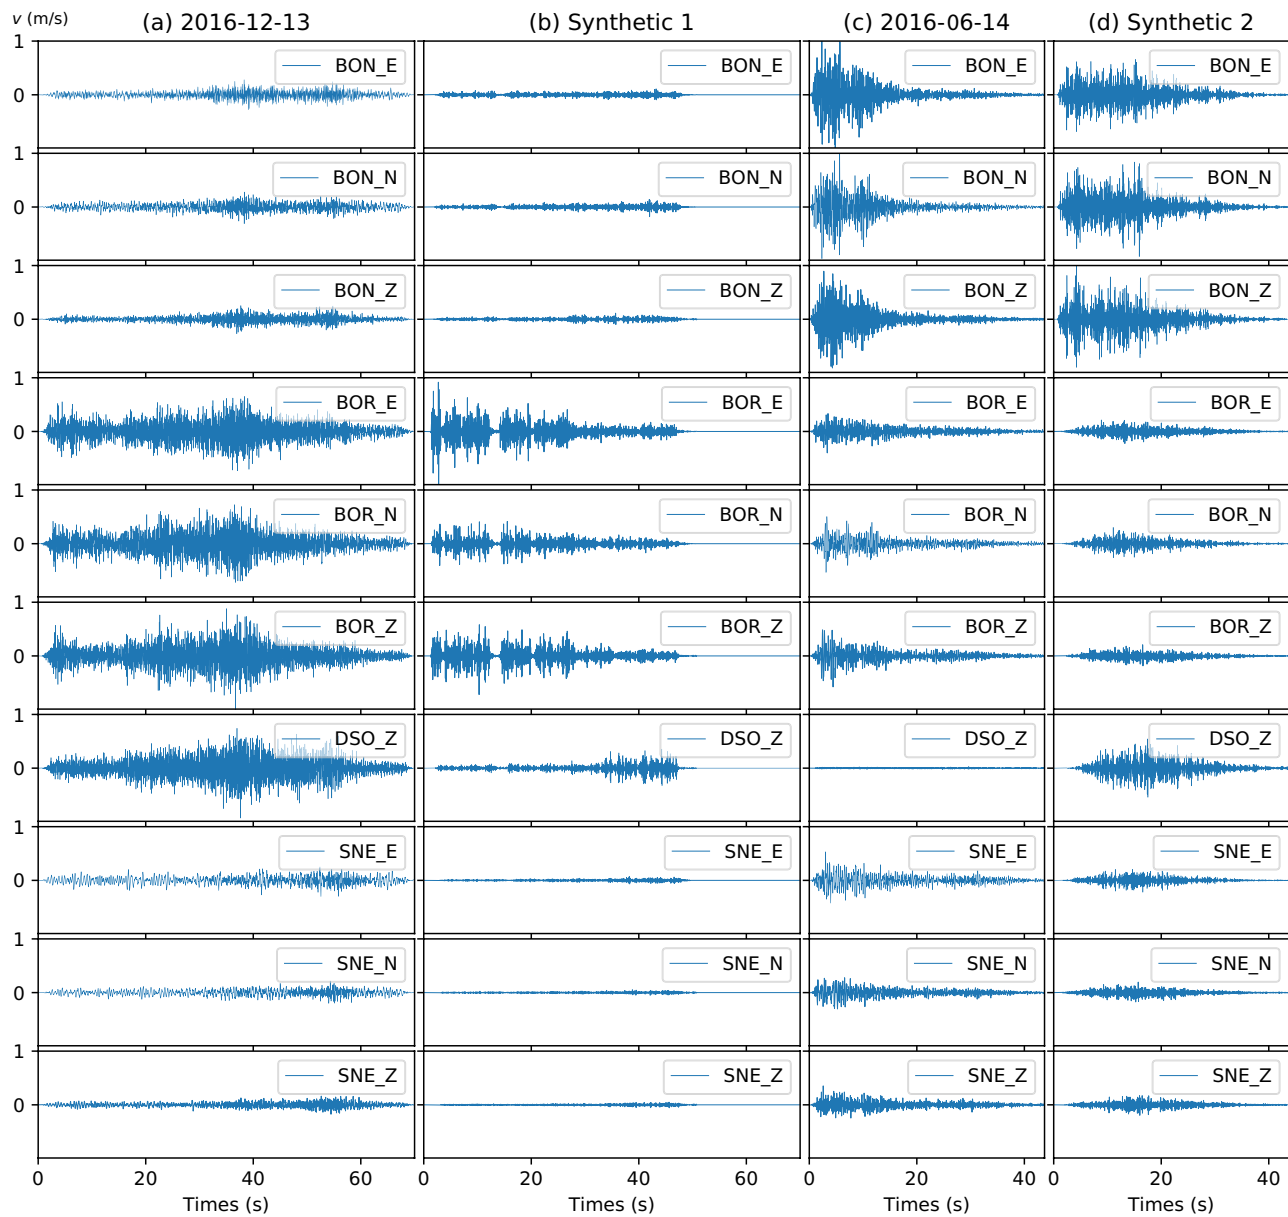 v (m/s)
(a) 2016-12-13
(b) Synthetic 1
(c) 2016-06-14
(d) Synthetic 2
1
0
BON_E
BON_E
BON_E
BON_E
1
0
BON_N
BON_N
BON_N
BON_N
1
0
BON_Z
BON_Z
BON_Z
BON_Z
1
0
BOR_E
BOR_E
BOR_E
BOR_E
1
0
BOR_N
BOR_N
BOR_N
BOR_N
1
0
BOR_Z
BOR_Z
BOR_Z
BOR_Z
1
0
DSO_Z
DSO_Z
DSO_Z
DSO_Z
1
0
SNE_E
SNE_E
SNE_E
SNE_E
1
0
SNE_N
SNE_N
SNE_N
SNE_N
1
0
SNE_Z
SNE_Z
SNE_Z
SNE_Z
0 20 40 60
0 20 40 60
0 20 40
0 20 40
Times (s)
Times (s)
Times (s)
Times (s)